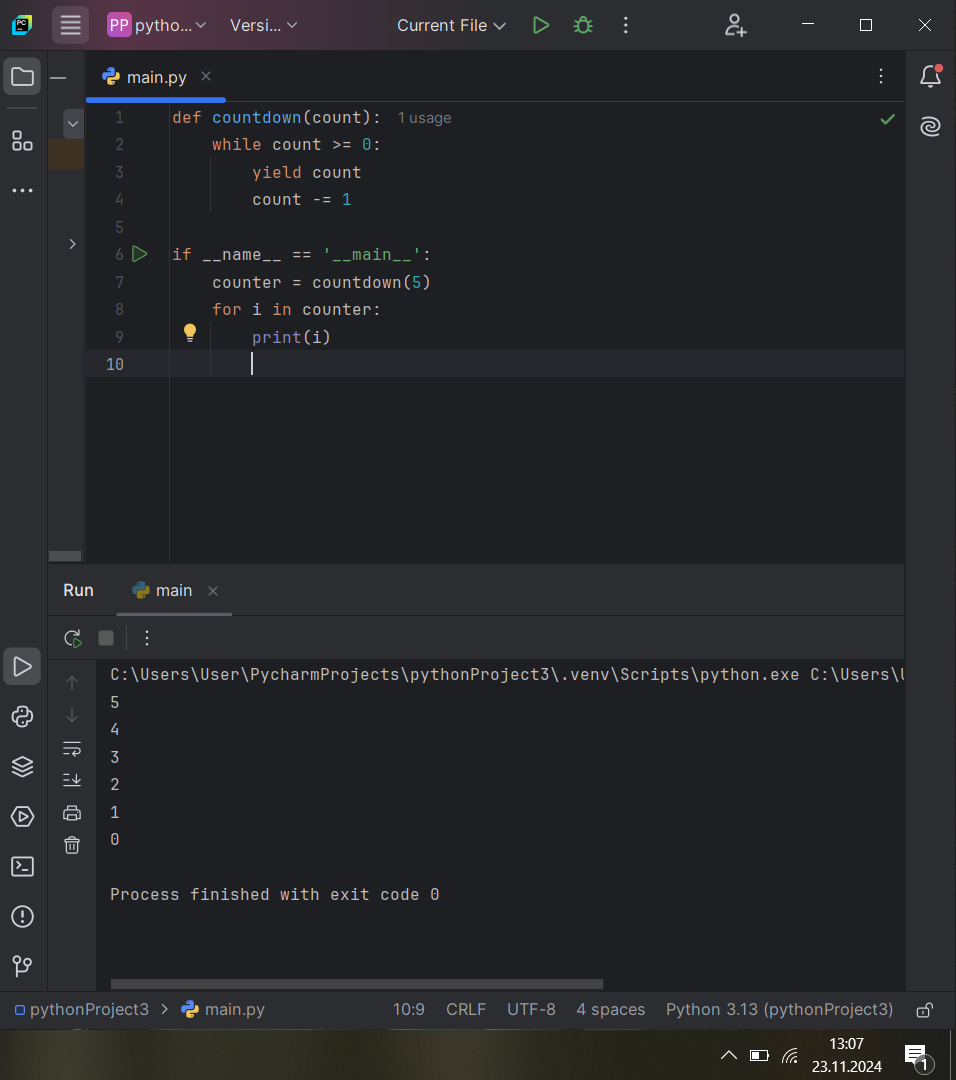 PC
PP pytho... Versi... Current File
main.py
1 def countdown(count): 1 usage
2     while count >= 0:
3         yield count
4         count -= 1
5
6 if __name__ == '__main__':
7     counter = countdown(5)
8     for i in counter:
9         print(i)
10
Run main
C:\Users\User\PycharmProjects\pythonProject3\.venv\Scripts\python.exe C:\Users\
5
4
3
2
1
0
Process finished with exit code 0
pythonProject3 main.py 10:9 CRLF UTF-8 4 spaces Python 3.13 (pythonProject3)
13:07
23.11.2024
1